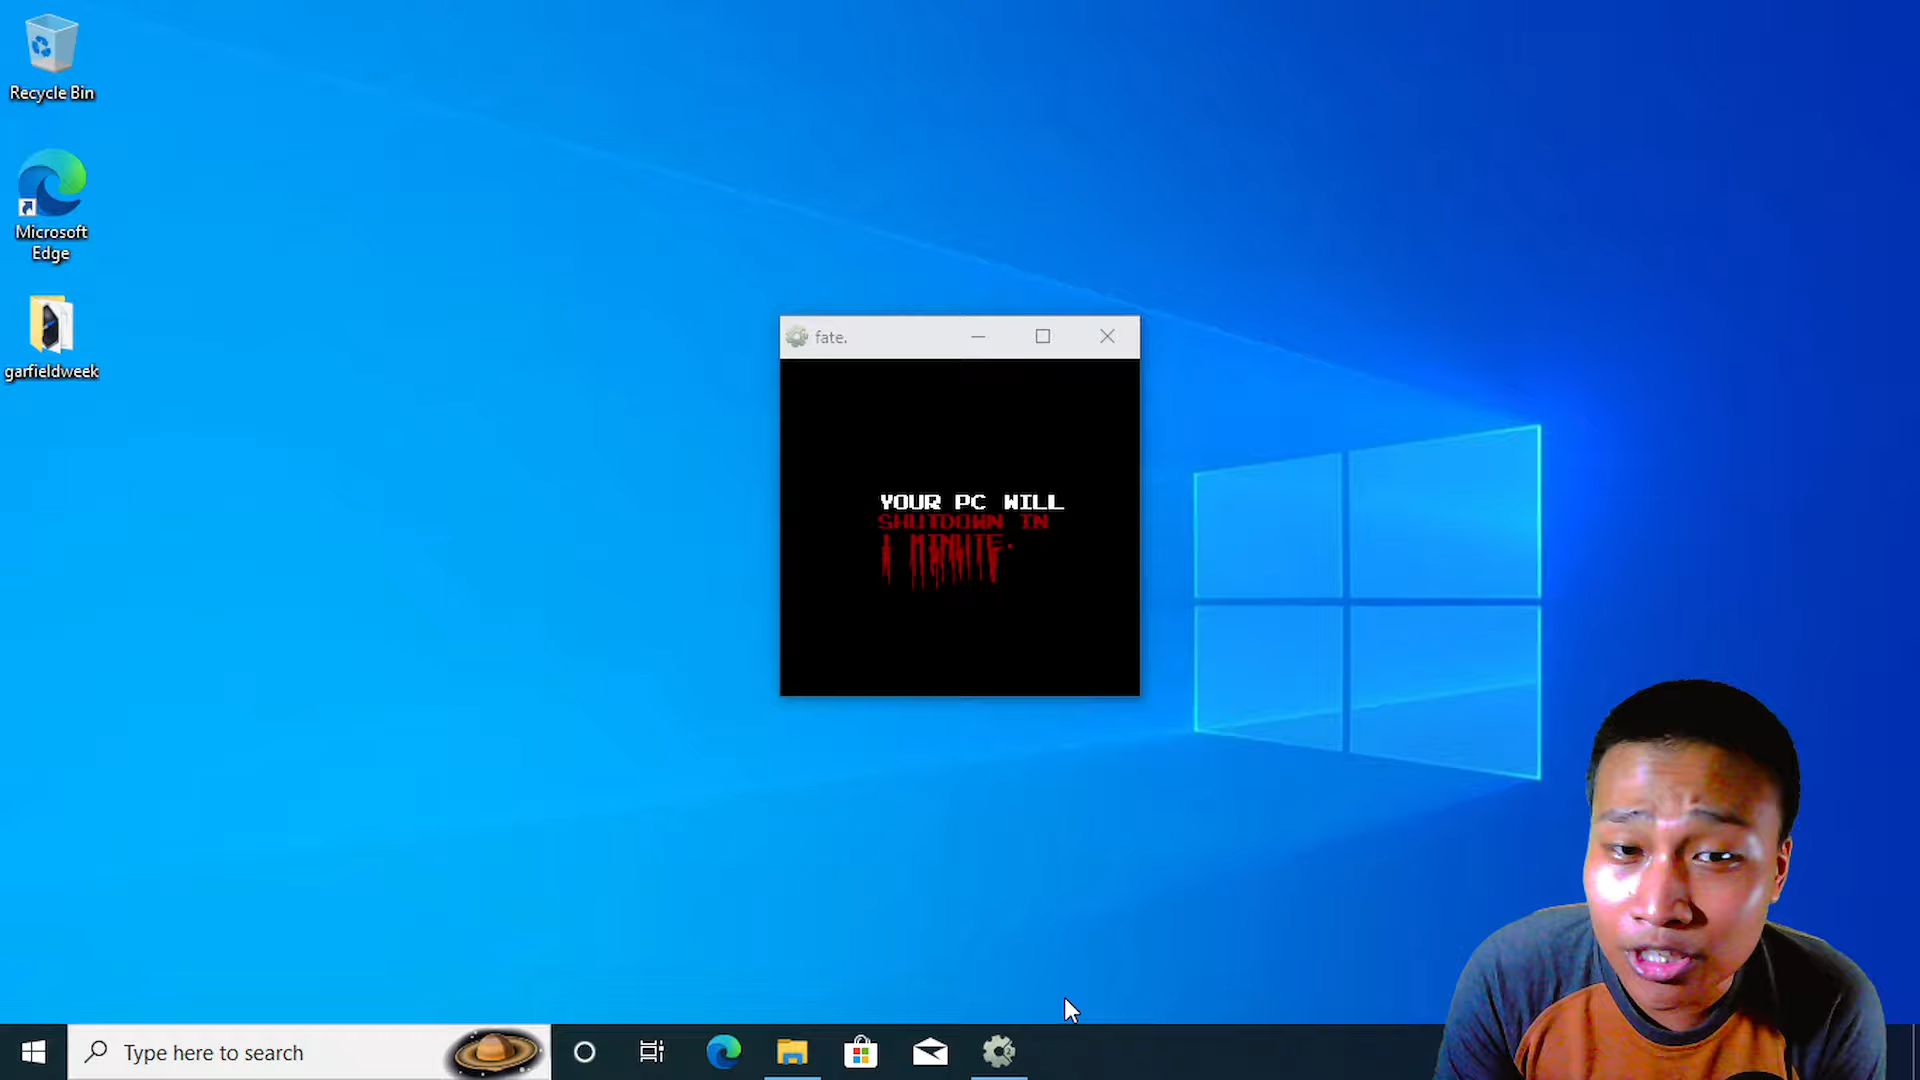 Recycle Bin
Microsoft
Edge
garfieldweek
fate.
YOUR PC WILL
SHUTDOWN IN
1 MINUTE.
Type here to search